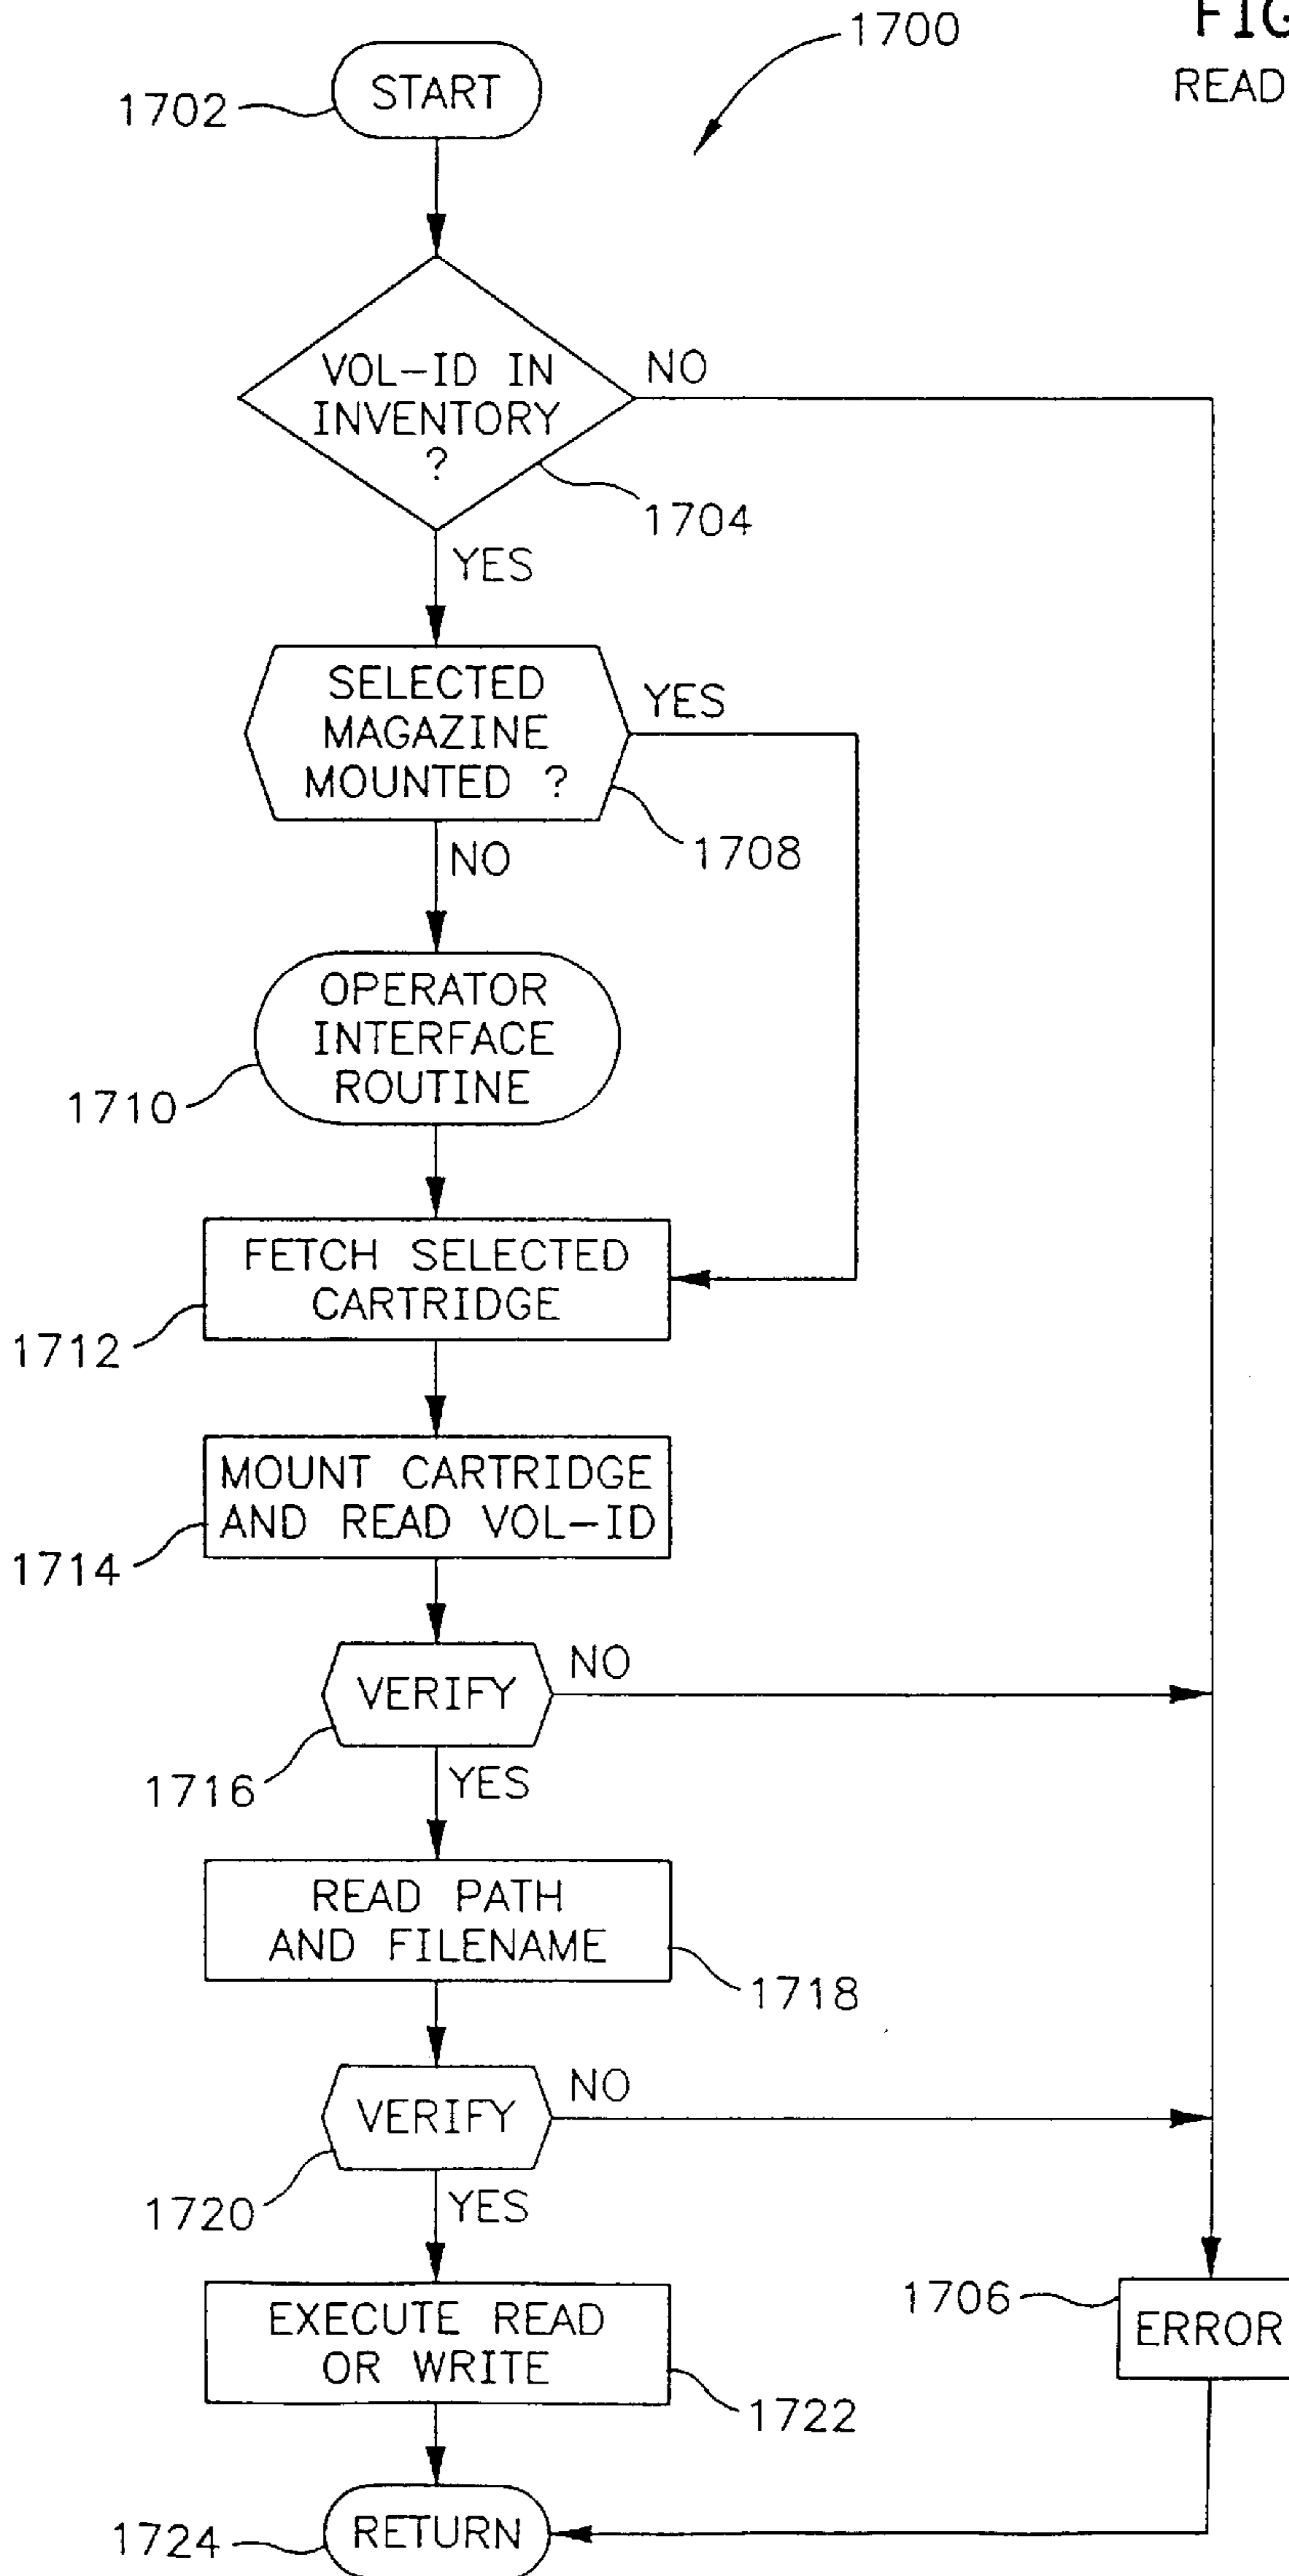 FIG
READ
1700
START
1702
VOL-ID IN
INVENTORY
?
NO
1704
YES
SELECTED
MAGAZINE
MOUNTED ?
YES
1708
NO
OPERATOR
INTERFACE
ROUTINE
1710
FETCH SELECTED
CARTRIDGE
1712
MOUNT CARTRIDGE
AND READ VOL-ID
1714
VERIFY
NO
1716
YES
READ PATH
AND FILENAME
1718
VERIFY
NO
1720
YES
EXECUTE READ
OR WRITE
1722
1706
ERROR
RETURN
1724